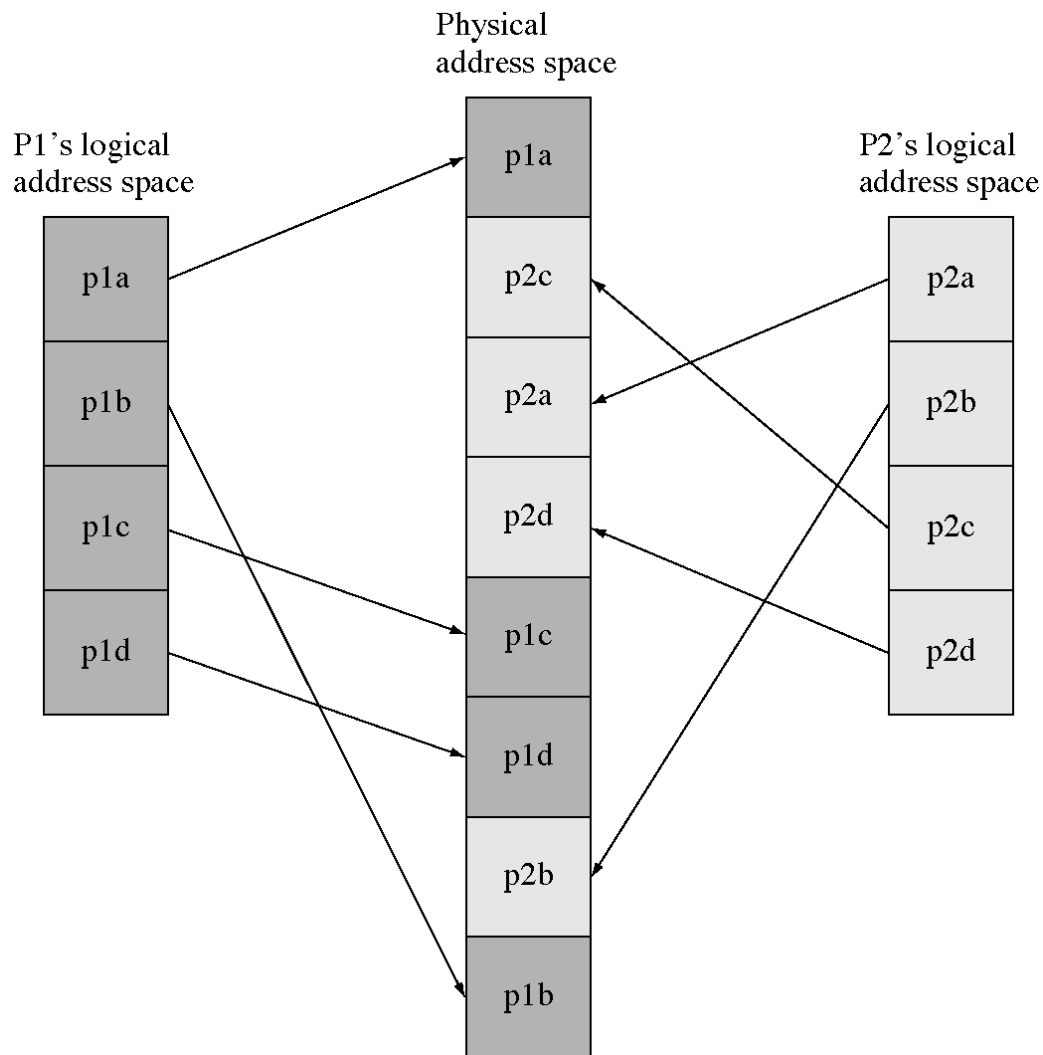 Physical
address space
P1’s logical
address space
P2’s logical
address space
p1a
p1b
p1c
p1d
p1a
p2c
p2a
p2d
p1c
p1d
p2b
p1b
p2a
p2b
p2c
p2d